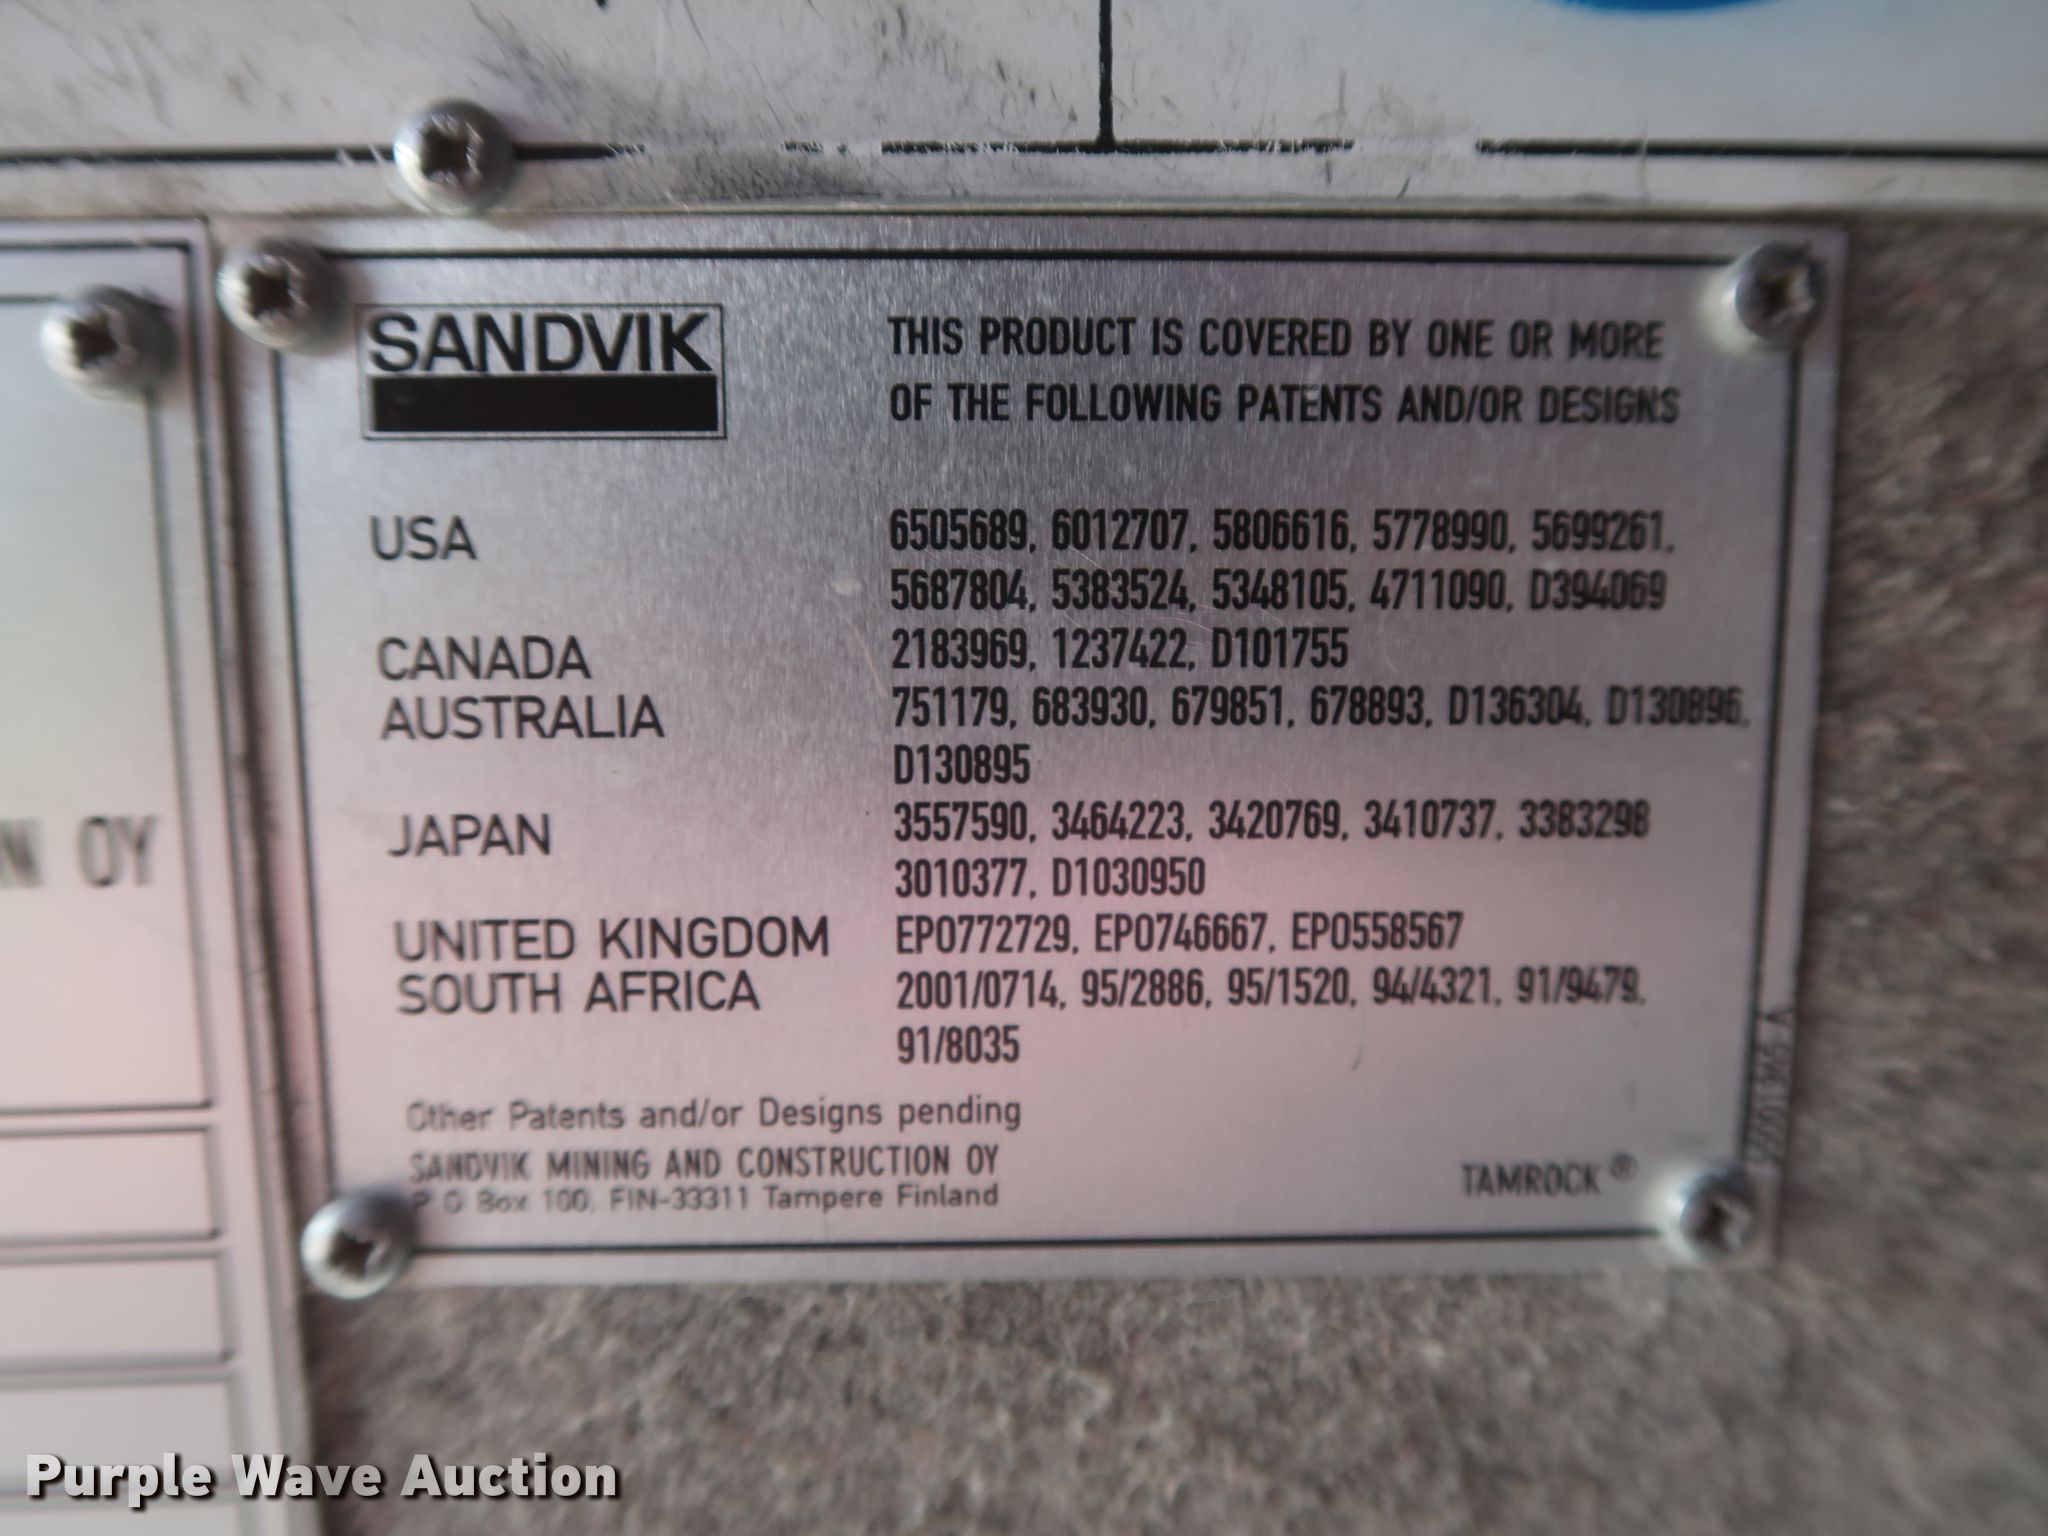 SANDVIK
THIS PRODUCT IS COVERED BY ONE OR MORE
OF THE FOLLOWING PATENTS AND/OR DESIGNS
USA 6505689, 6012707, 5806616, 5778990, 5699261,
5687804, 5383524, 5348105, 4711090, D394069
CANADA 2183969, 1237422, D101755
AUSTRALIA 751179, 683930, 679851, 678893, D136304, D130896,
D130895
JAPAN 3557590, 3464223, 3420769, 3410737, 3383298
3010377, D1030950
UNITED KINGDOM EP0772729, EP0746667, EP0558567
SOUTH AFRICA 2001/0714, 95/2886, 95/1520, 94/4321, 91/9479,
91/8035
Other Patents and/or Designs pending
SANDVIK MINING AND CONSTRUCTION OY
P O Box 100, FIN-33311 Tampere Finland
TAMROCK ®
N OY
Purple Wave Auction